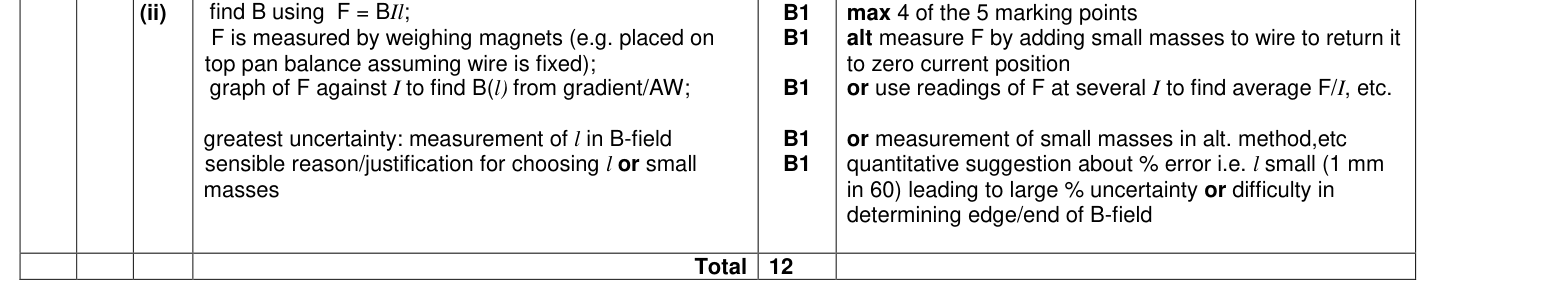 (ii) find B using F = BIl; B1 max 4 of the 5 marking points
F is measured by weighing magnets (e.g. placed on B1 alt measure F by adding small masses to wire to return it
top pan balance assuming wire is fixed); to zero current position
graph of F against I to find B(l) from gradient/AW; B1 or use readings of F at several I to find average F/I, etc.
greatest uncertainty: measurement of l in B-field B1 or measurement of small masses in alt. method,etc
sensible reason/justification for choosing l or small B1 quantitative suggestion about % error i.e. l small (1 mm
masses in 60) leading to large % uncertainty or difficulty in
determining edge/end of B-field
Total 12